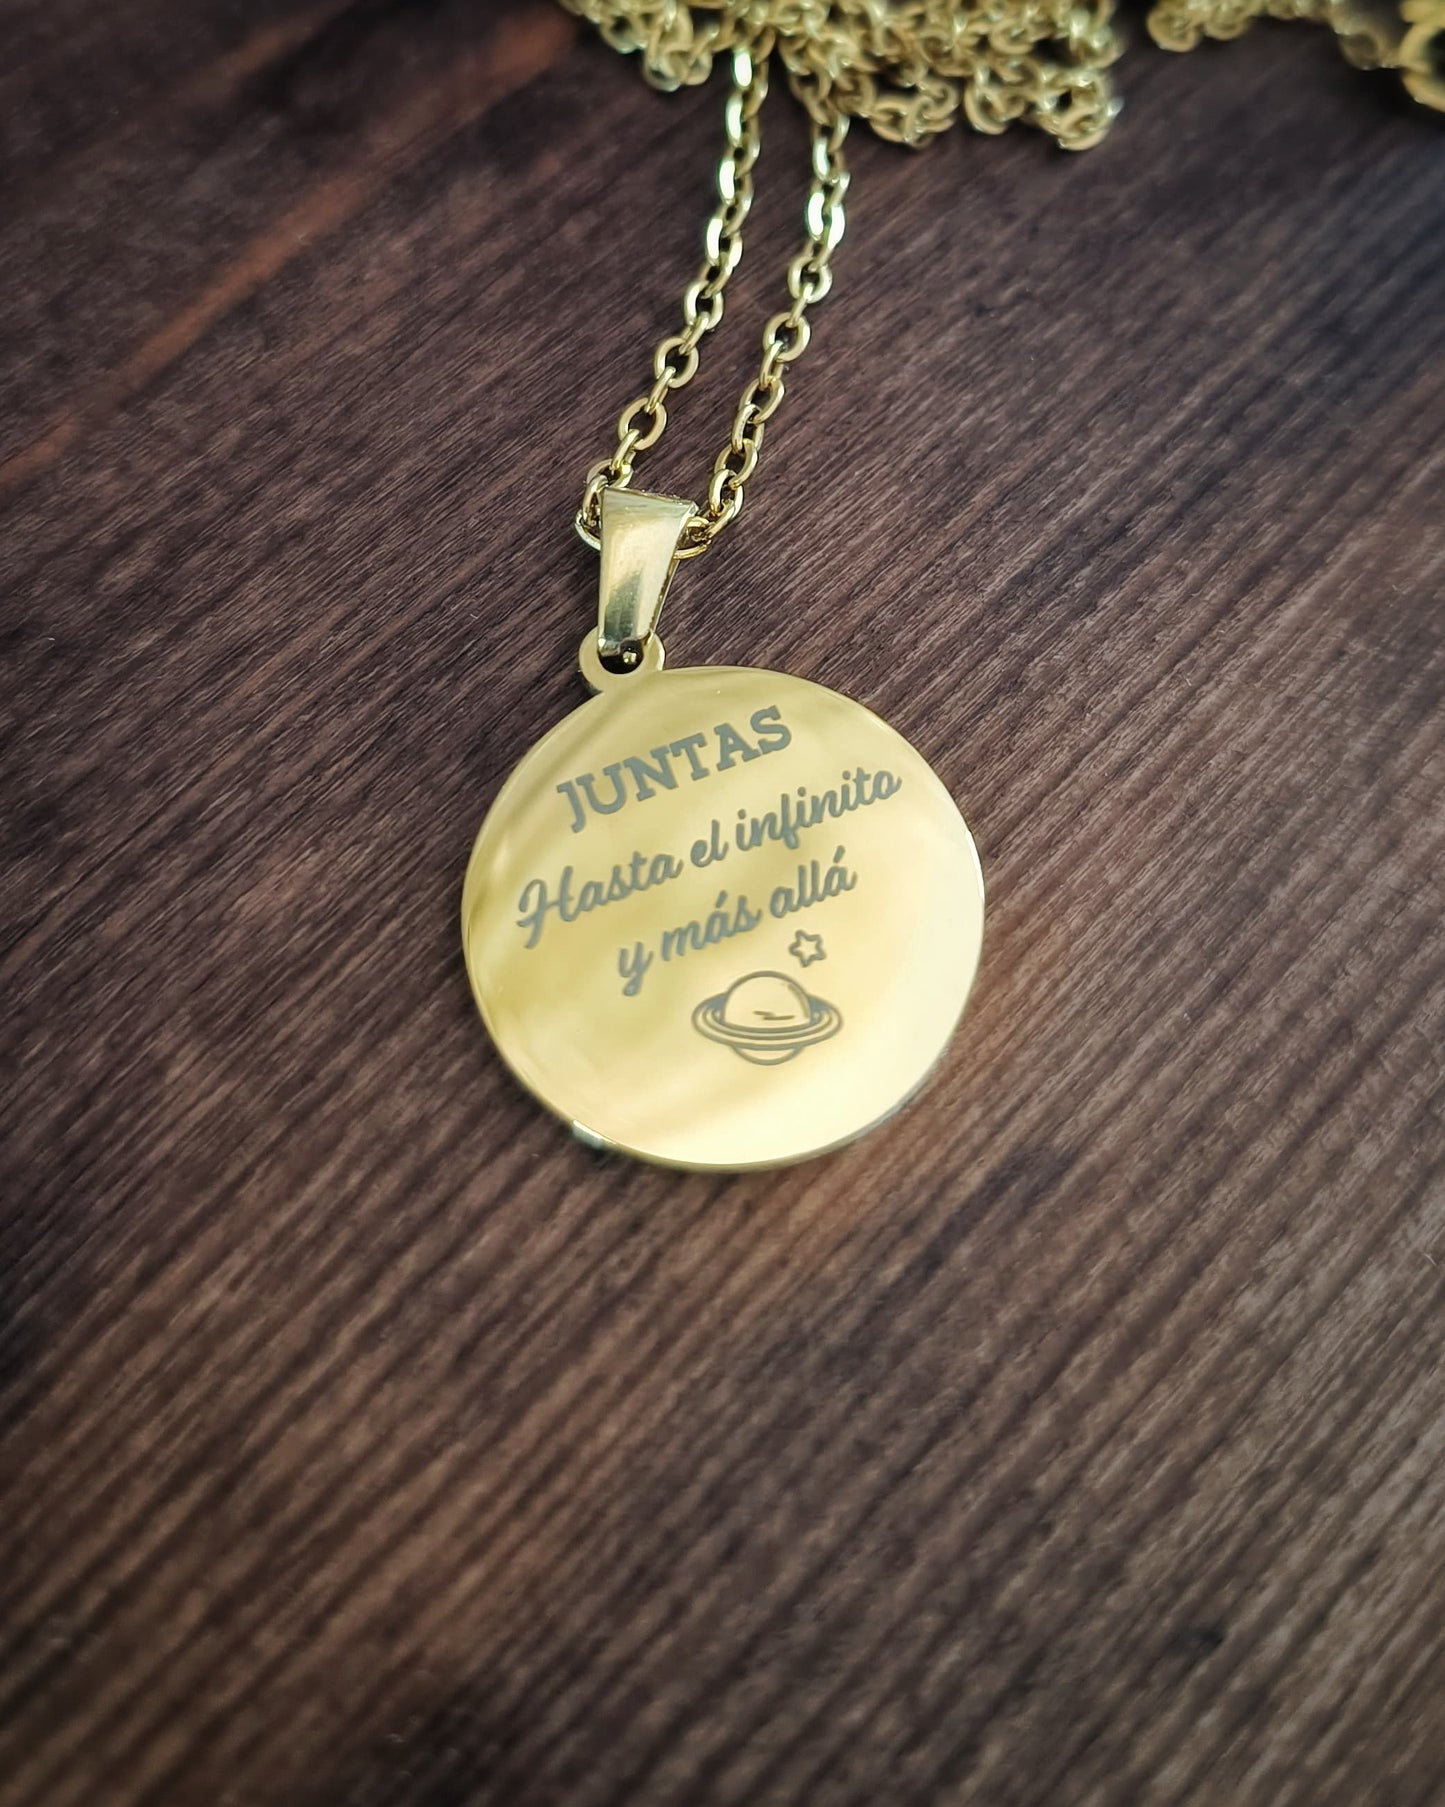 JUNTAS
Hasta el infinito
y más allá